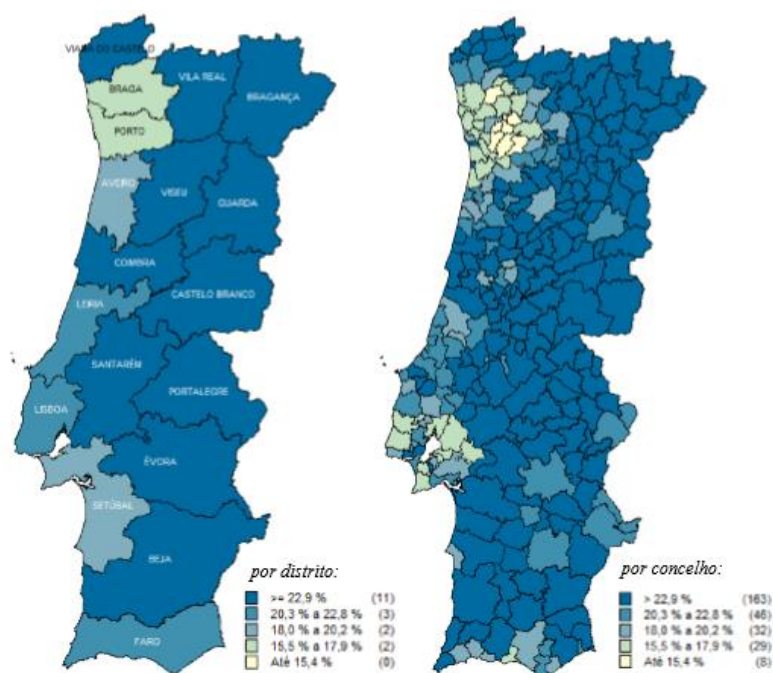 VIANA DO CASTELO
BRAGA
VILA REAL
BRAGANÇA
PORTO
AVEIRO
VISEU
GUARDA
COIMBRA
CASTELO BRANCO
LEIRIA
SANTARÉM
PORTALEGRE
LISBOA
ÉVORA
SETÚBAL
BEJA
FARO
por distrito:
>= 22,9 % (11)
20,3 % a 22,8 % (3)
18,0 % a 20,2 % (2)
15,5 % a 17,9 % (2)
Até 15,4 % (0)
por concelho:
> 22,9 % (163)
20,3 % a 22,8 % (46)
18,0 % a 20,2 % (32)
15,5 % a 17,9 % (29)
Até 15,4 % (8)